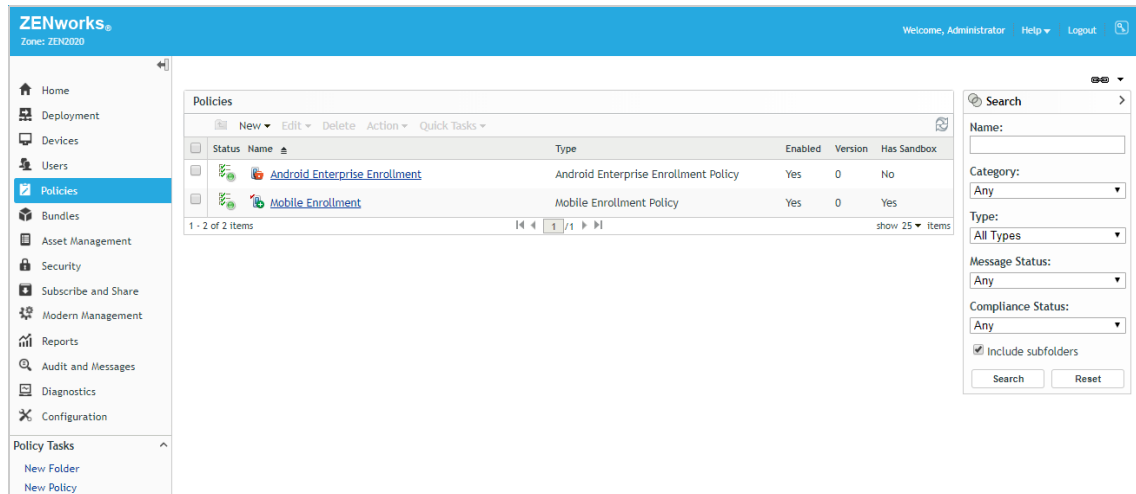 ZENworks®
Zone: ZEN2020
Welcome, Administrator Help Logout
Home
Deployment
Devices
Users
Policies
Bundles
Asset Management
Security
Subscribe and Share
Modern Management
Reports
Audit and Messages
Diagnostics
Configuration
Policy Tasks
New Folder
New Policy
Policies
New Edit Delete Action Quick Tasks
Status Name Type Enabled Version Has Sandbox
Android Enterprise Enrollment Android Enterprise Enrollment Policy Yes 0 No
Mobile Enrollment Mobile Enrollment Policy Yes 0 Yes
1 - 2 of 2 items 1 /1 show 25 items
Search
Name:
Category:
Any
Type:
All Types
Message Status:
Any
Compliance Status:
Any
Include subfolders
Search Reset